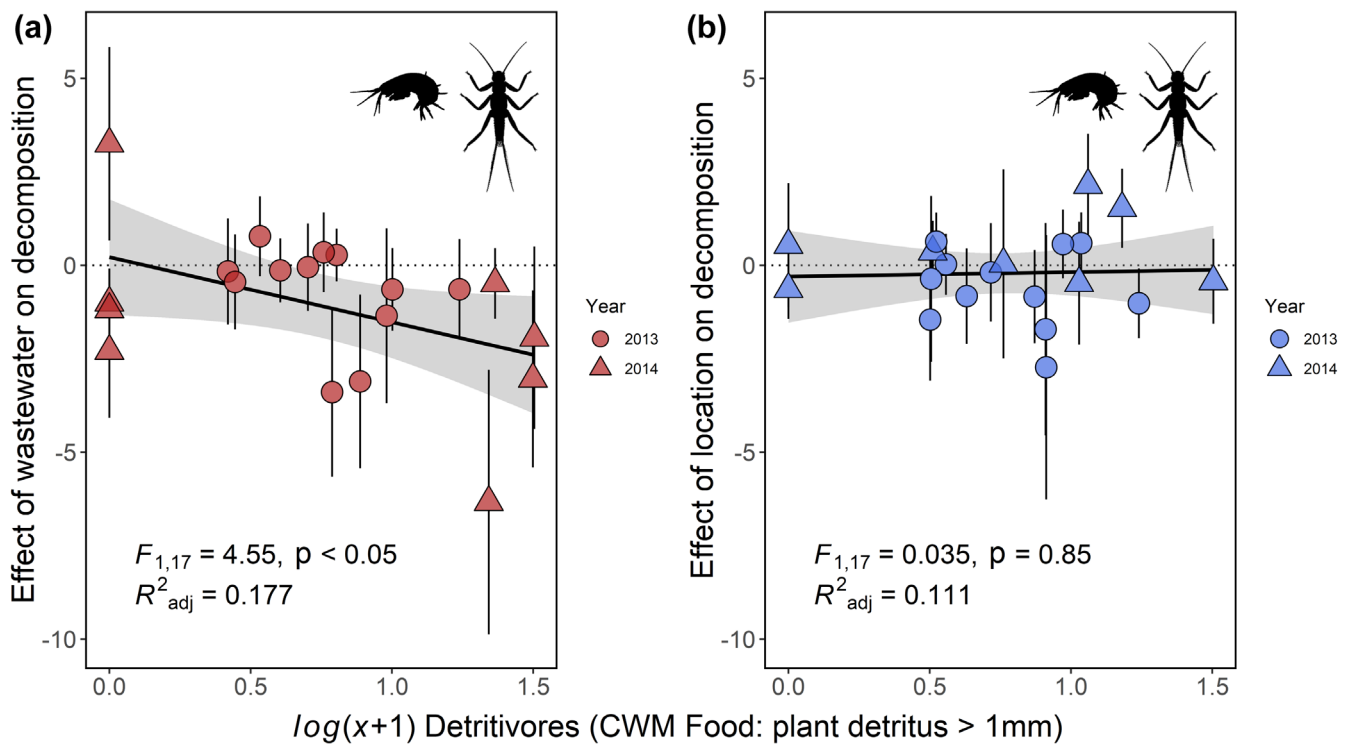 (a)
Effect of wastewater on decomposition
5
0
-5
-10
F1,17 = 4.55, p < 0.05
R2adj = 0.177
0.0 0.5 1.0 1.5
Year
2013
2014
(b)
Effect of location on decomposition
5
0
-5
-10
F1,17 = 0.035, p = 0.85
R2adj = 0.111
0.0 0.5 1.0 1.5
Year
2013
2014
log(x+1) Detritivores (CWM Food: plant detritus > 1mm)